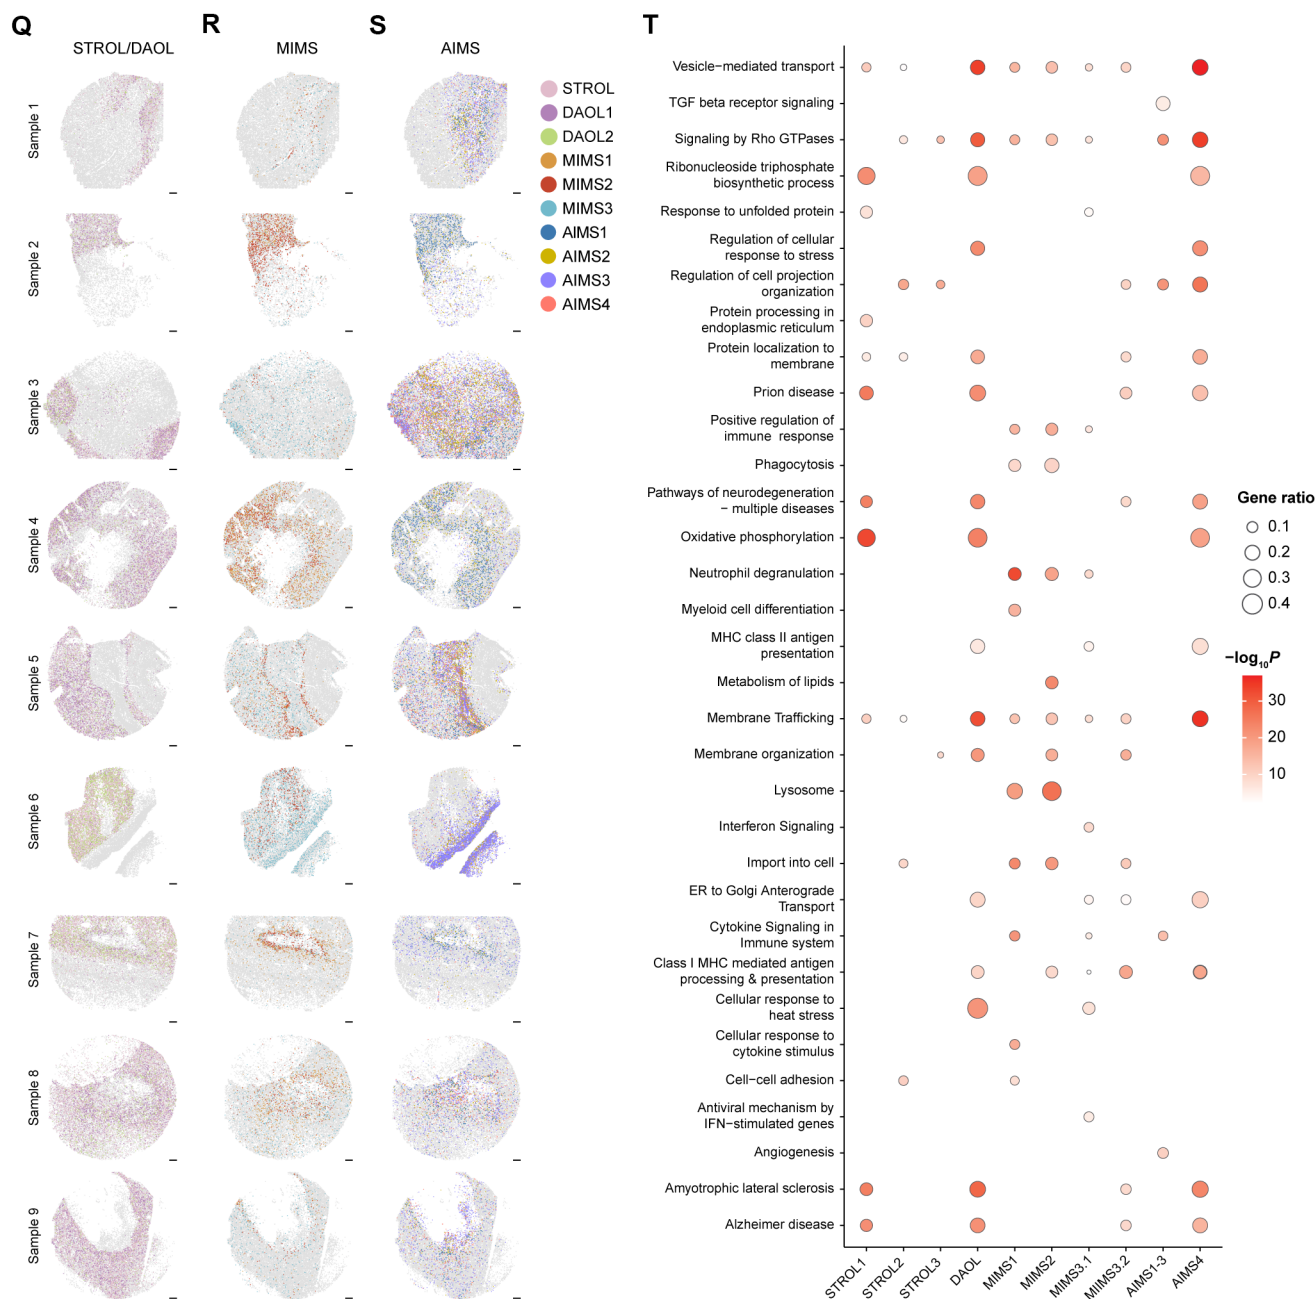 Q
R
S
T
STROL/DAOL
MIMS
AIMS
Sample 1
Sample 2
Sample 3
Sample 4
Sample 5
Sample 6
Sample 7
Sample 8
Sample 9
STROL
DAOL1
DAOL2
MIMS1
MIMS2
MIMS3
AIMS1
AIMS2
AIMS3
AIMS4
Vesicle−mediated transport
TGF beta receptor signaling
Signaling by Rho GTPases
Ribonucleoside triphosphate
biosynthetic process
Response to unfolded protein
Regulation of cellular
response to stress
Regulation of cell projection
organization
Protein processing in
endoplasmic reticulum
Protein localization to
membrane
Prion disease
Positive regulation of
immune response
Phagocytosis
Pathways of neurodegeneration
− multiple diseases
Oxidative phosphorylation
Neutrophil degranulation
Myeloid cell differentiation
MHC class II antigen
presentation
Metabolism of lipids
Membrane Trafficking
Membrane organization
Lysosome
Interferon Signaling
Import into cell
ER to Golgi Anterograde
Transport
Cytokine Signaling in
Immune system
Class I MHC mediated antigen
processing & presentation
Cellular response to
heat stress
Cellular response to
cytokine stimulus
Cell−cell adhesion
Antiviral mechanism by
IFN−stimulated genes
Angiogenesis
Amyotrophic lateral sclerosis
Alzheimer disease
STROL1
STROL2
STROL3
DAOL
MIMS1
MIMS2
MIMS3.1
MIMS3.2
AIMS1-3
AIMS4
Gene ratio
0.1
0.2
0.3
0.4
−log10P
30
20
10